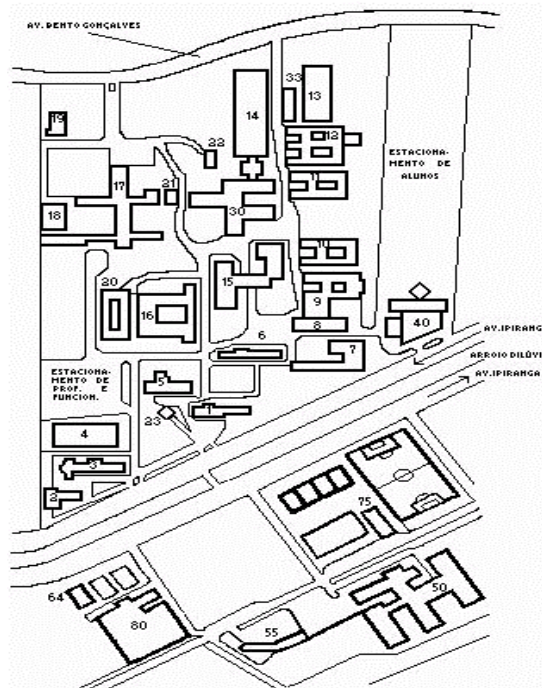 AV. BENTO GONÇALVES
33
13
14
19
22
12
ESTACIONA-
MENTO DE
ALUNOS
17
21
11
18
30
10
15
20
9
16
8
40
6
AV.IPIRANG
7
ARROIO DILÚVI
AV.IPIRANGA
ESTACIONA-
MENTO DE
PROF. E
FUNCION.
5
1
23
4
3
2
75
64
50
80
55